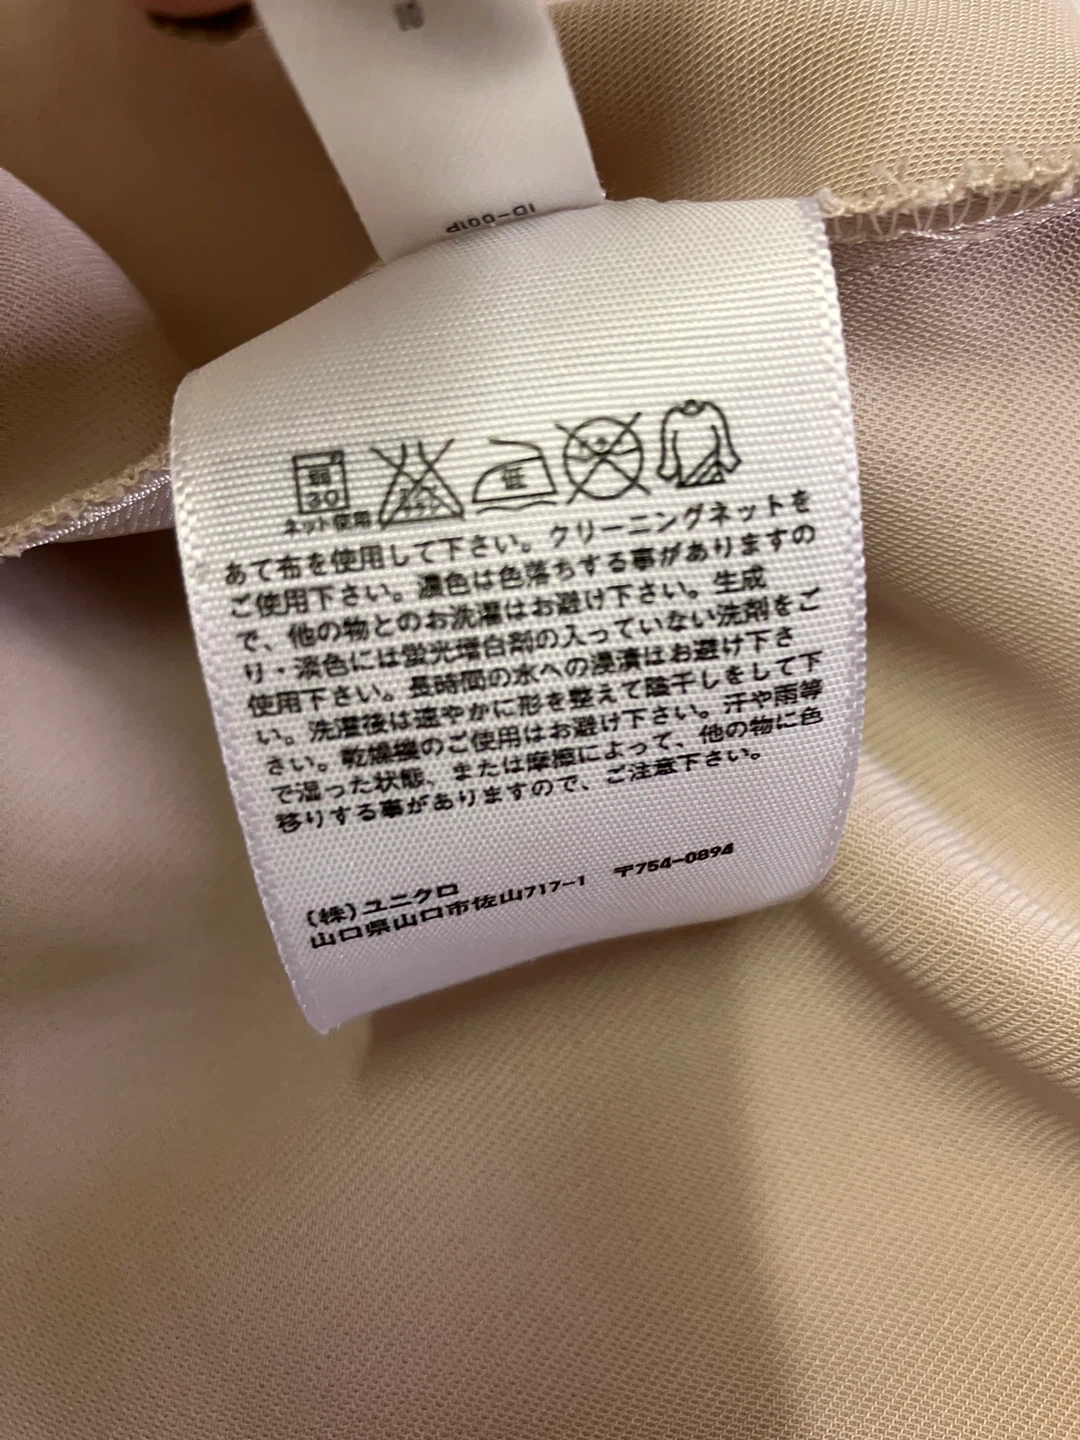 ID-001P
弱
30
ネット使用
エンソ
サラシ
低
あて布を使用して下さい。クリーニングネットを
ご使用下さい。濃色は色落ちする事がありますの
で、他の物とのお洗濯はお避け下さい。生成
り・淡色には蛍光増白剤の入っていない洗剤をご
使用下さい。長時間の水への浸漬はお避け下さ
い。洗濯後は速やかに形を整えて陰干しをして下
さい。乾燥機のご使用はお避け下さい。汗や雨等
で湿った状態、または摩擦によって、他の物に色
移りする事がありますので、ご注意下さい。
(株)ユニクロ
山口県山口市佐山717-1 〒754-0894